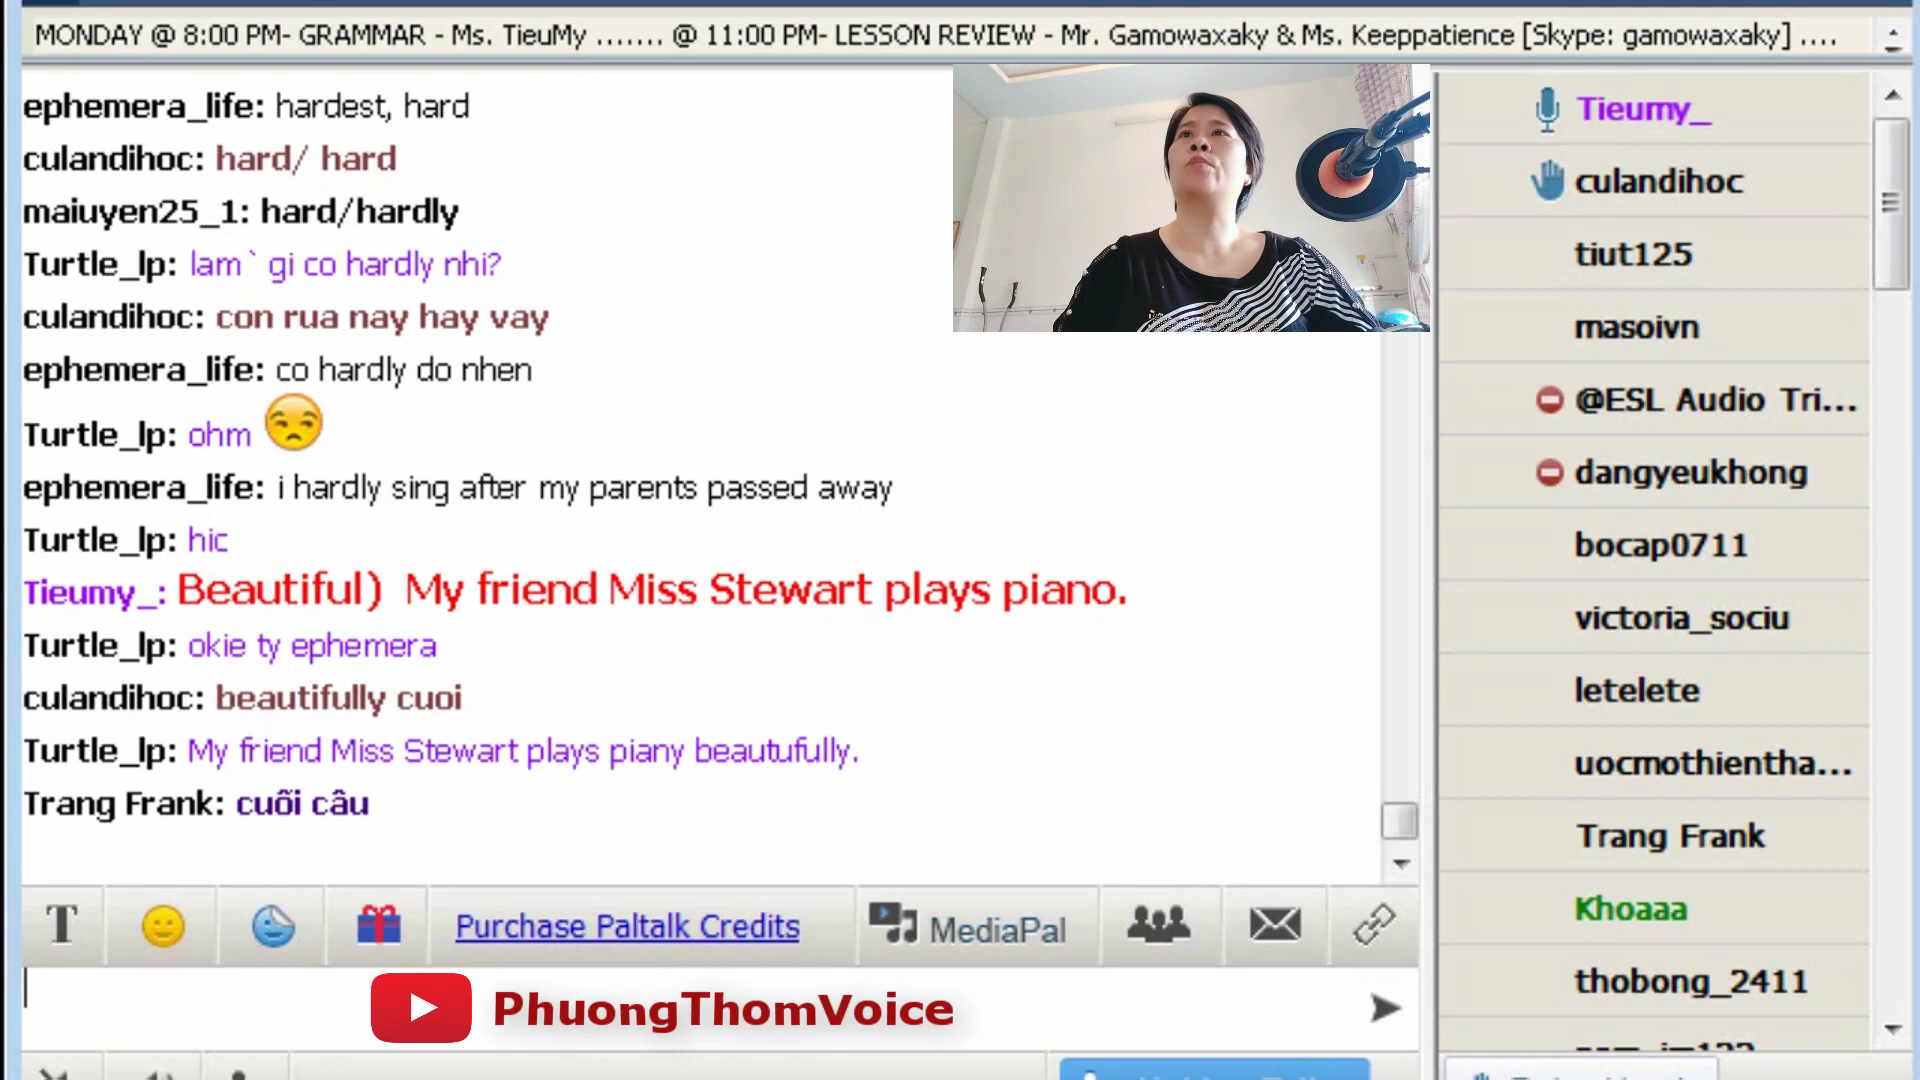 MONDAY @ 8:00 PM- GRAMMAR - Ms. TieuMy ....... @ 11:00 PM- LESSON REVIEW - Mr. Gamowaxaky & Ms. Keeppatience [Skype: gamowaxaky] ....
ephemera_life: hardest, hard
culandihoc: hard/ hard
maiuyen25_1: hard/hardly
Turtle_lp: lam` gi co hardly nhi?
culandihoc: con rua nay hay vay
ephemera_life: co hardly do nhen
Turtle_lp: ohm
ephemera_life: i hardly sing after my parents passed away
Turtle_lp: hic
Tieumy_: Beautiful) My friend Miss Stewart plays piano.
Turtle_lp: okie ty ephemera
culandihoc: beautifully cuoi
Turtle_lp: My friend Miss Stewart plays piany beautufully.
Trang Frank: cuối câu
Purchase Paltalk Credits
MediaPal
PhuongThomVoice
Tieumy_
culandihoc
tiut125
masoivn
@ESL Audio Tri...
dangyeukhong
bocap0711
victoria_sociu
letelete
uocmothientha...
Trang Frank
Khoaaa
thobong_2411